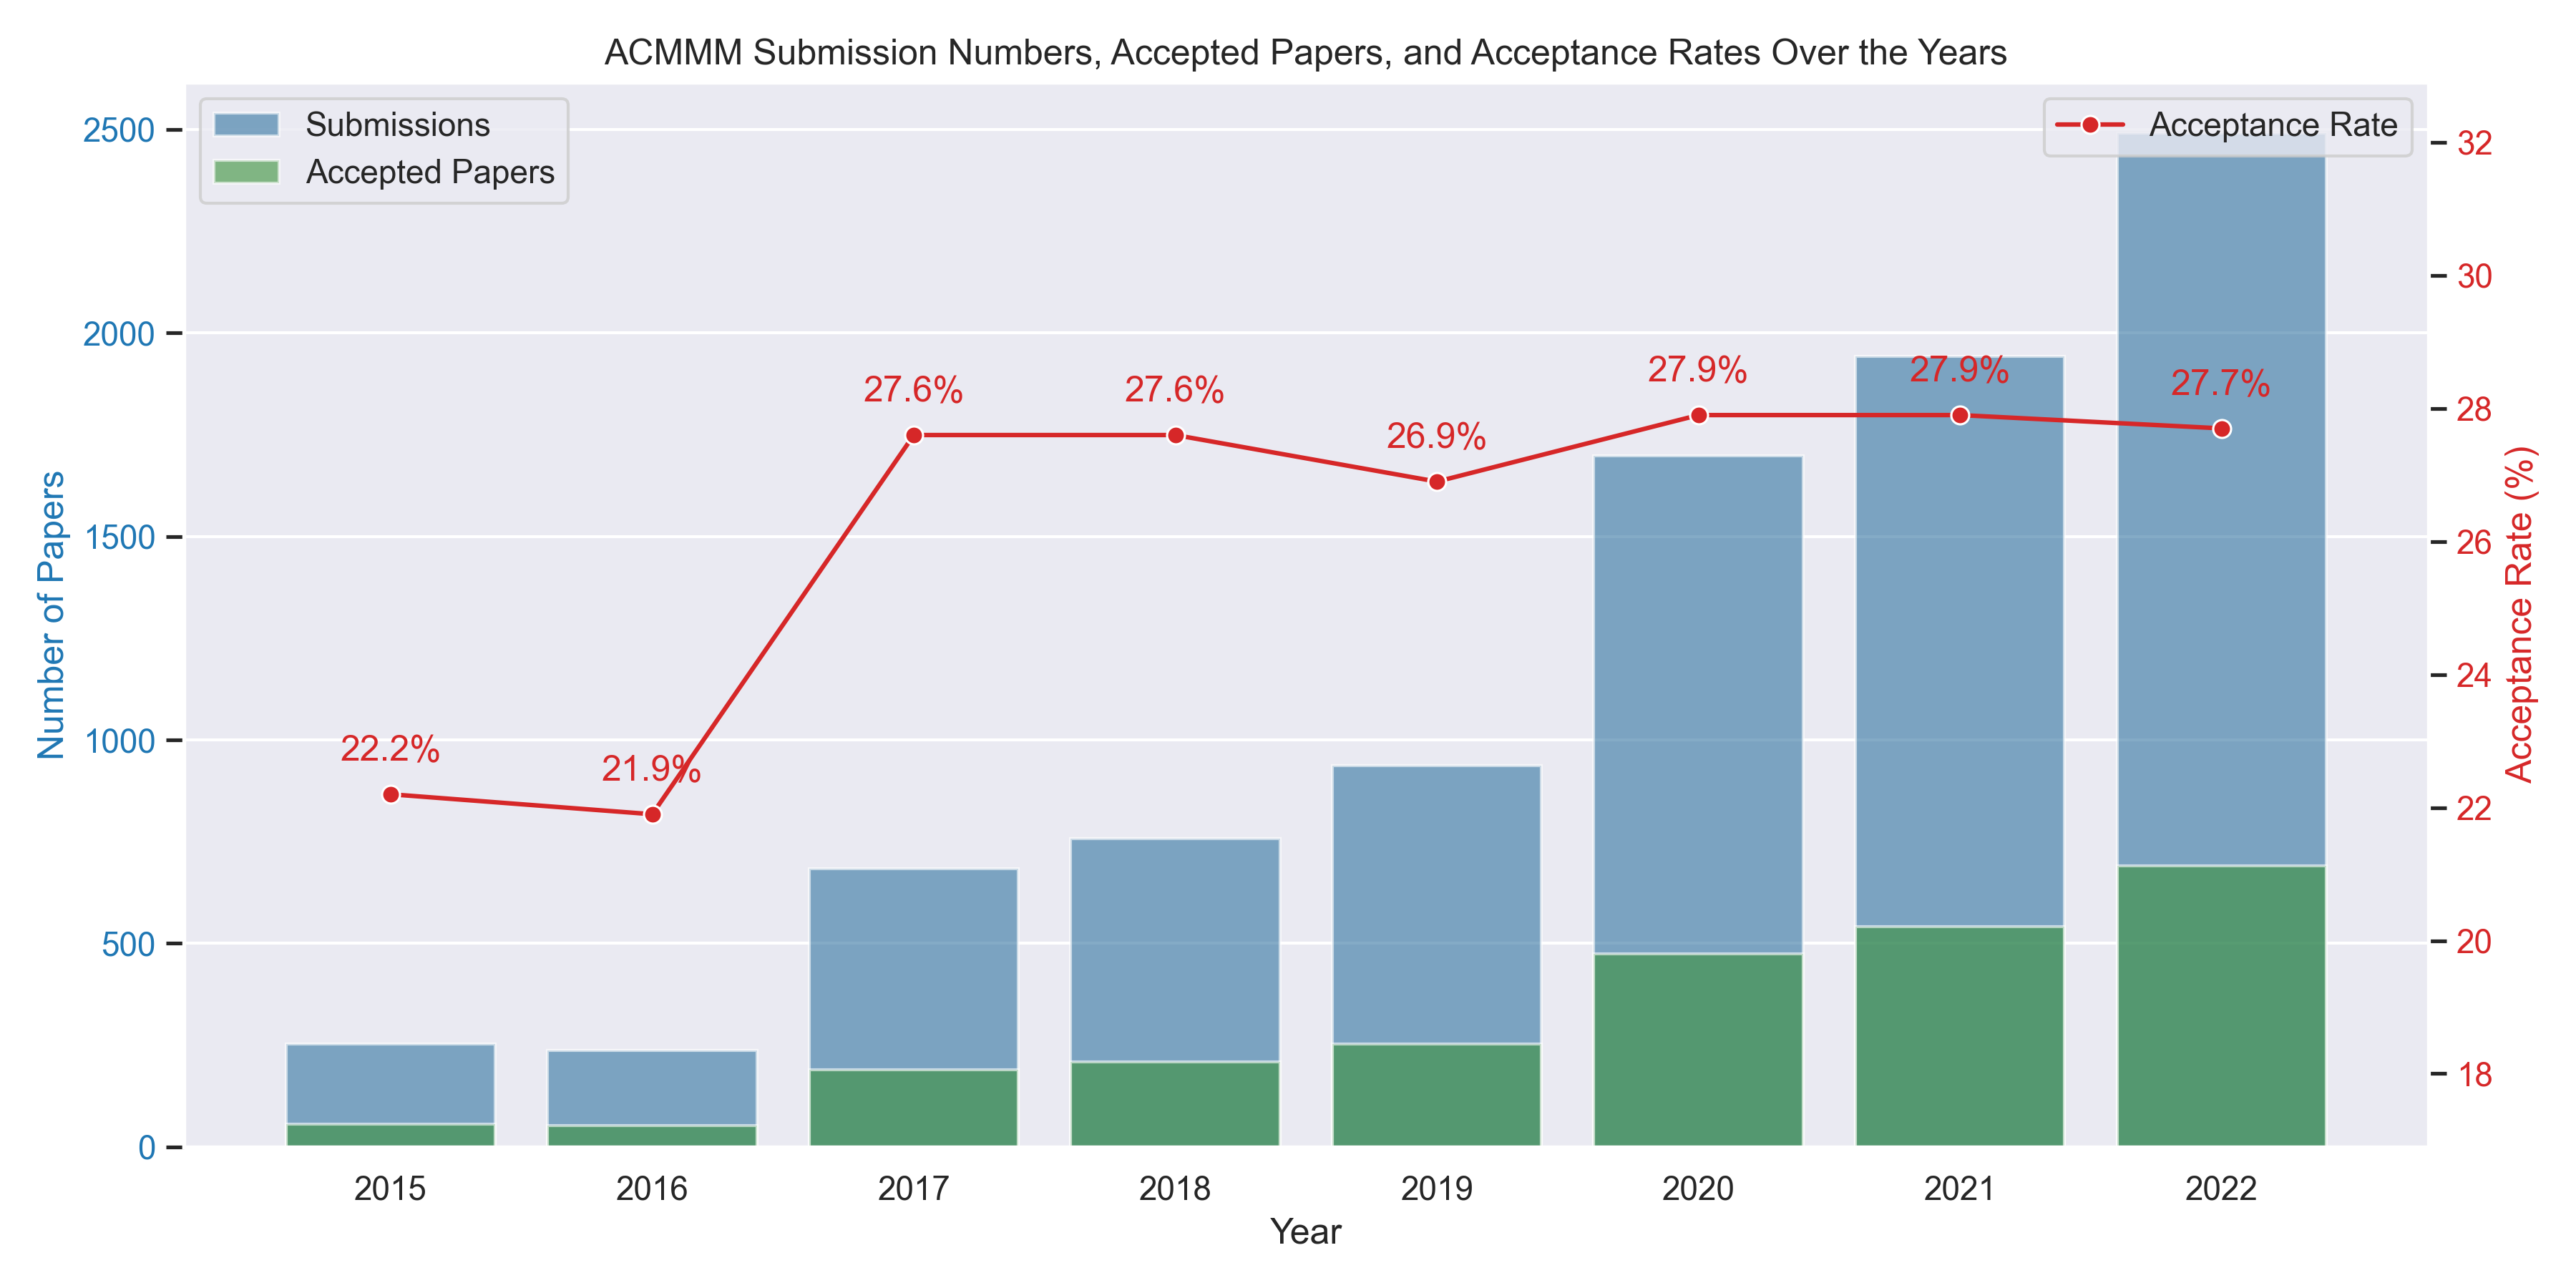 ACMMM Submission Numbers, Accepted Papers, and Acceptance Rates Over the Years
Submissions
Accepted Papers
Acceptance Rate
Number of Papers
2500
2000
1500
1000
500
0
22.2%
21.9%
27.6%
27.6%
26.9%
27.9%
27.9%
27.7%
32
30
28
26
24
22
20
18
Acceptance Rate (%)
2015 2016 2017 2018 2019 2020 2021 2022
Year